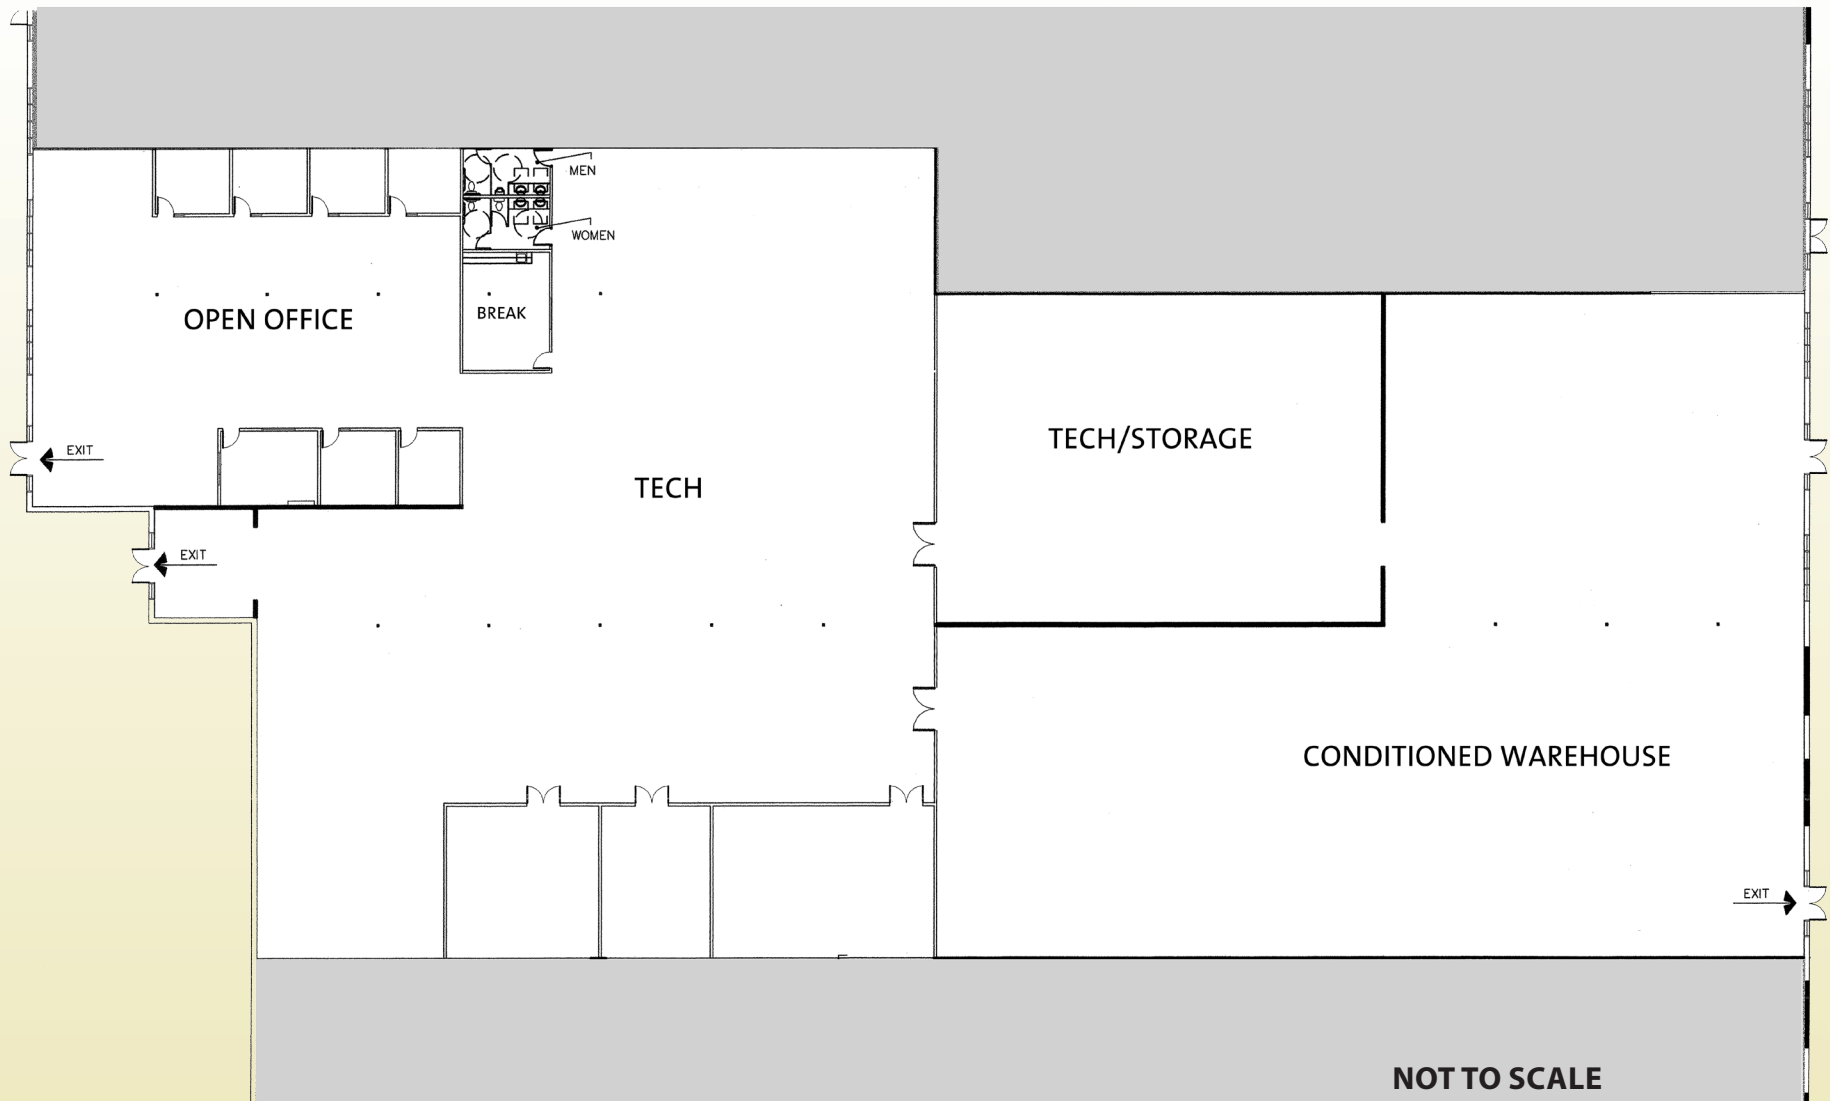 MEN
WOMEN
BREAK
OPEN OFFICE
TECH/STORAGE
EXIT
TECH
EXIT
CONDITIONED WAREHOUSE
EXIT
NOT TO SCALE